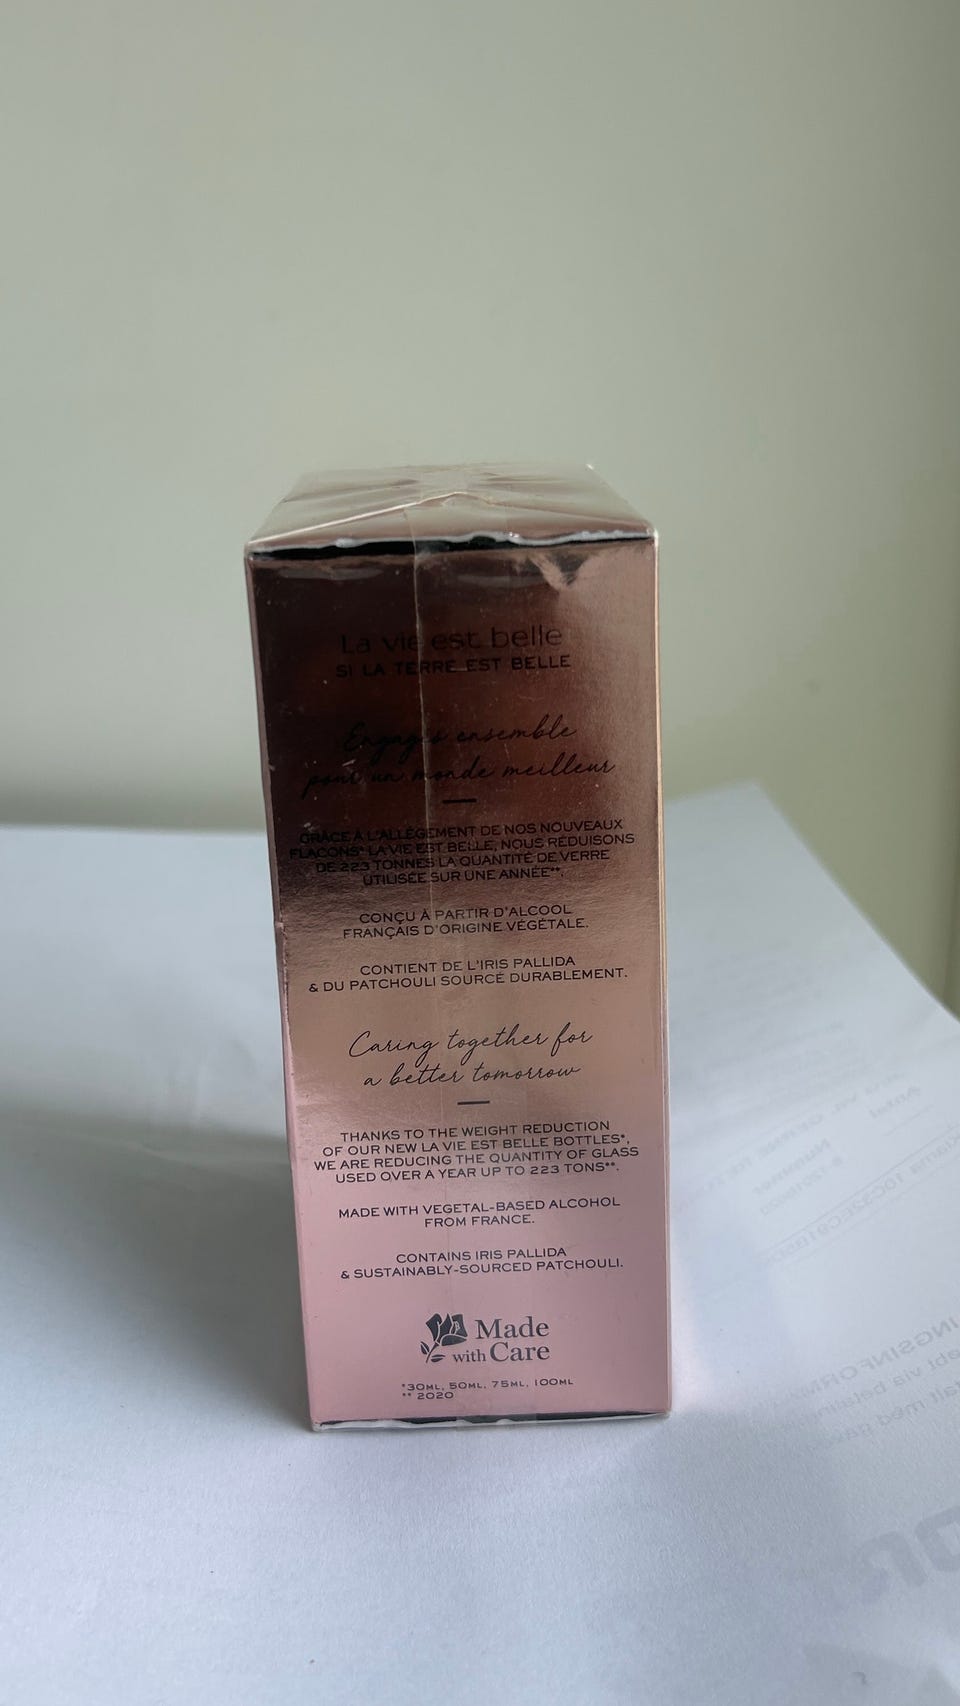 La vie est belle
SI LA TERRE EST BELLE
Engagés ensemble
pour un monde meilleur
GRÂCE À L'ALLÉGEMENT DE NOS NOUVEAUX
FLACONS* LA VIE EST BELLE, NOUS RÉDUISONS
DE 223 TONNES LA QUANTITÉ DE VERRE
UTILISÉE SUR UNE ANNÉE**.
CONÇU À PARTIR D'ALCOOL
FRANÇAIS D'ORIGINE VÉGÉTALE.
CONTIENT DE L'IRIS PALLIDA
& DU PATCHOULI SOURCÉ DURABLEMENT.
Caring together for
a better tomorrow
THANKS TO THE WEIGHT REDUCTION
OF OUR NEW LA VIE EST BELLE BOTTLES*,
WE ARE REDUCING THE QUANTITY OF GLASS
USED OVER A YEAR UP TO 223 TONS**.
MADE WITH VEGETAL-BASED ALCOHOL
FROM FRANCE.
CONTAINS IRIS PALLIDA
& SUSTAINABLY-SOURCED PATCHOULI.
Made
with Care
*30ML, 50ML, 75ML, 100ML
** 2020